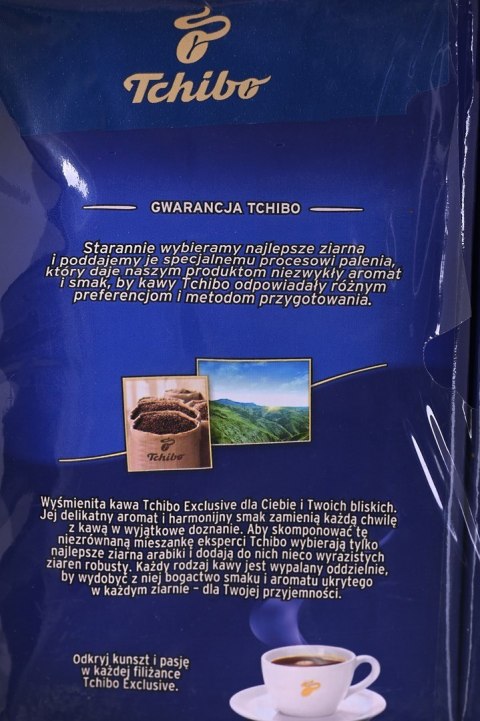 Tchibo
GWARANCJA TCHIBO
Starannie wybieramy najlepsze ziarna
i poddajemy je specjalnemu procesowi palenia,
który daje naszym produktom niezwykły aromat
i smak, by kawy Tchibo odpowiadały różnym
preferencjom i metodom przygotowania.
Tchibo
Wyśmienita kawa Tchibo Exclusive dla Ciebie i Twoich bliskich.
Jej delikatny aromat i harmonijny smak zamienią każdą chwilę
z kawą w wyjątkowe doznanie. Aby skomponować tę
niezrównaną mieszankę eksperci Tchibo wybierają tylko
najlepsze ziarna arabiki i dodają do nich nieco wyrazistych
ziaren robusty. Każdy rodzaj kawy jest wypalany oddzielnie,
by wydobyć z niej bogactwo smaku i aromatu ukrytego
w każdym ziarnie – dla Twojej przyjemności.
Odkryj kunszt i pasję
w każdej filiżance
Tchibo Exclusive.